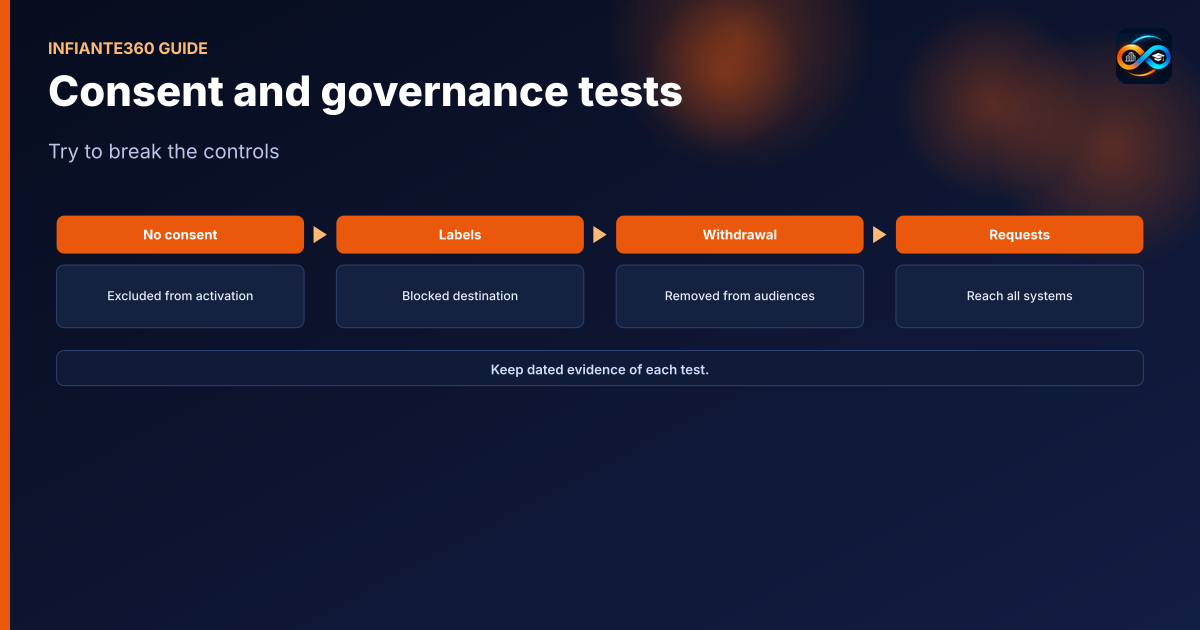 INFIANTE360 GUIDE
Consent and governance tests
Try to break the controls
No consent
Labels
Withdrawal
Requests
Excluded from activation
Blocked destination
Removed from audiences
Reach all systems
Keep dated evidence of each test.